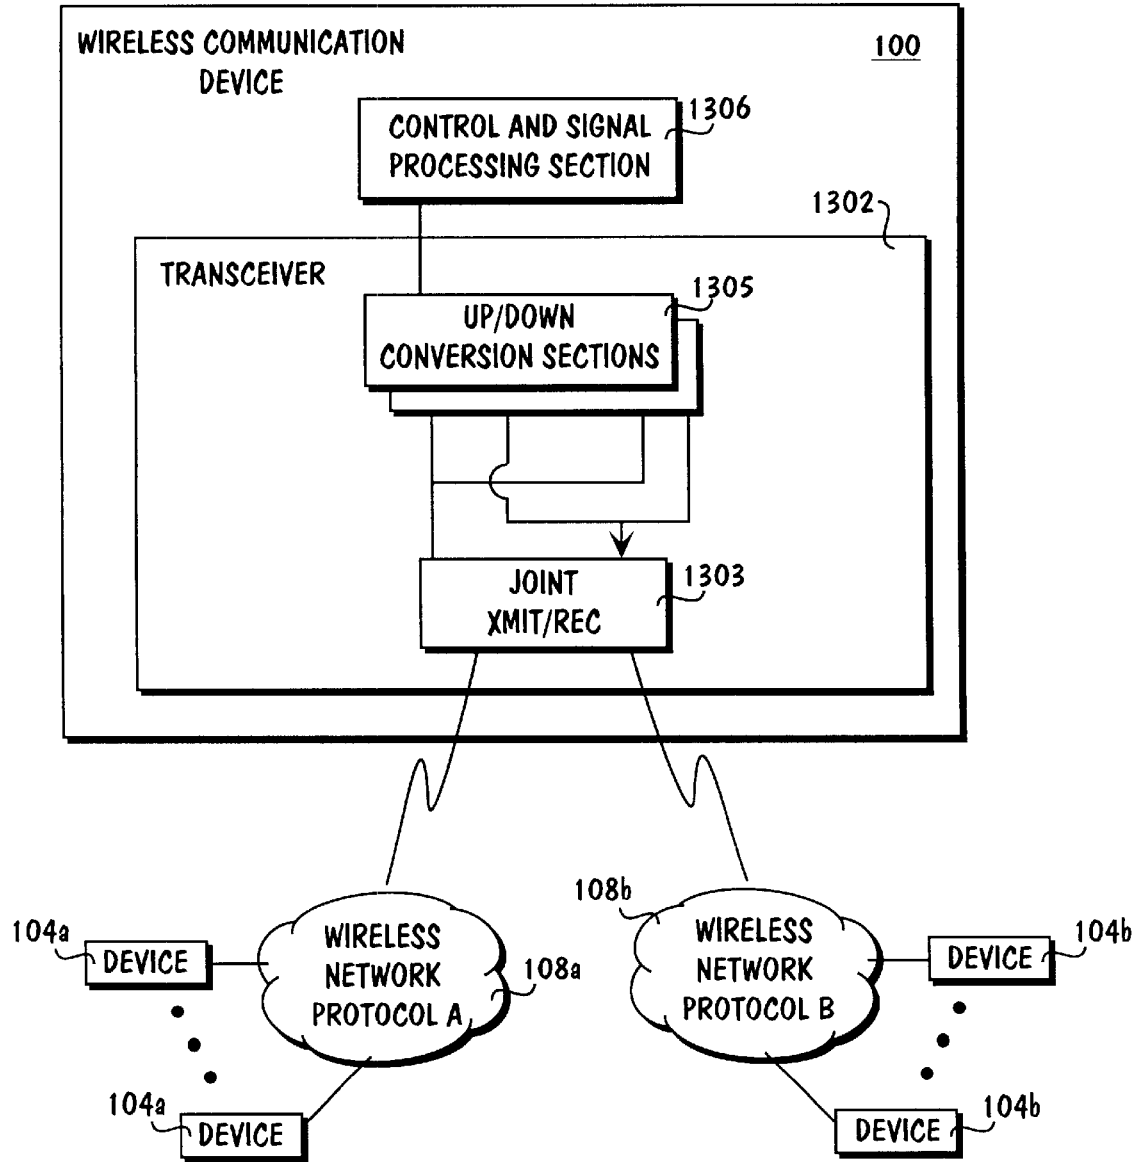 WIRELESS COMMUNICATION
DEVICE
100
CONTROL AND SIGNAL
PROCESSING SECTION
1306
1302
TRANSCEIVER
UP/DOWN
CONVERSION SECTIONS
1305
JOINT
XMIT/REC
1303
104a
DEVICE
WIRELESS
NETWORK
PROTOCOL A
108a
108b
WIRELESS
NETWORK
PROTOCOL B
104b
DEVICE
104a
DEVICE
104b
DEVICE